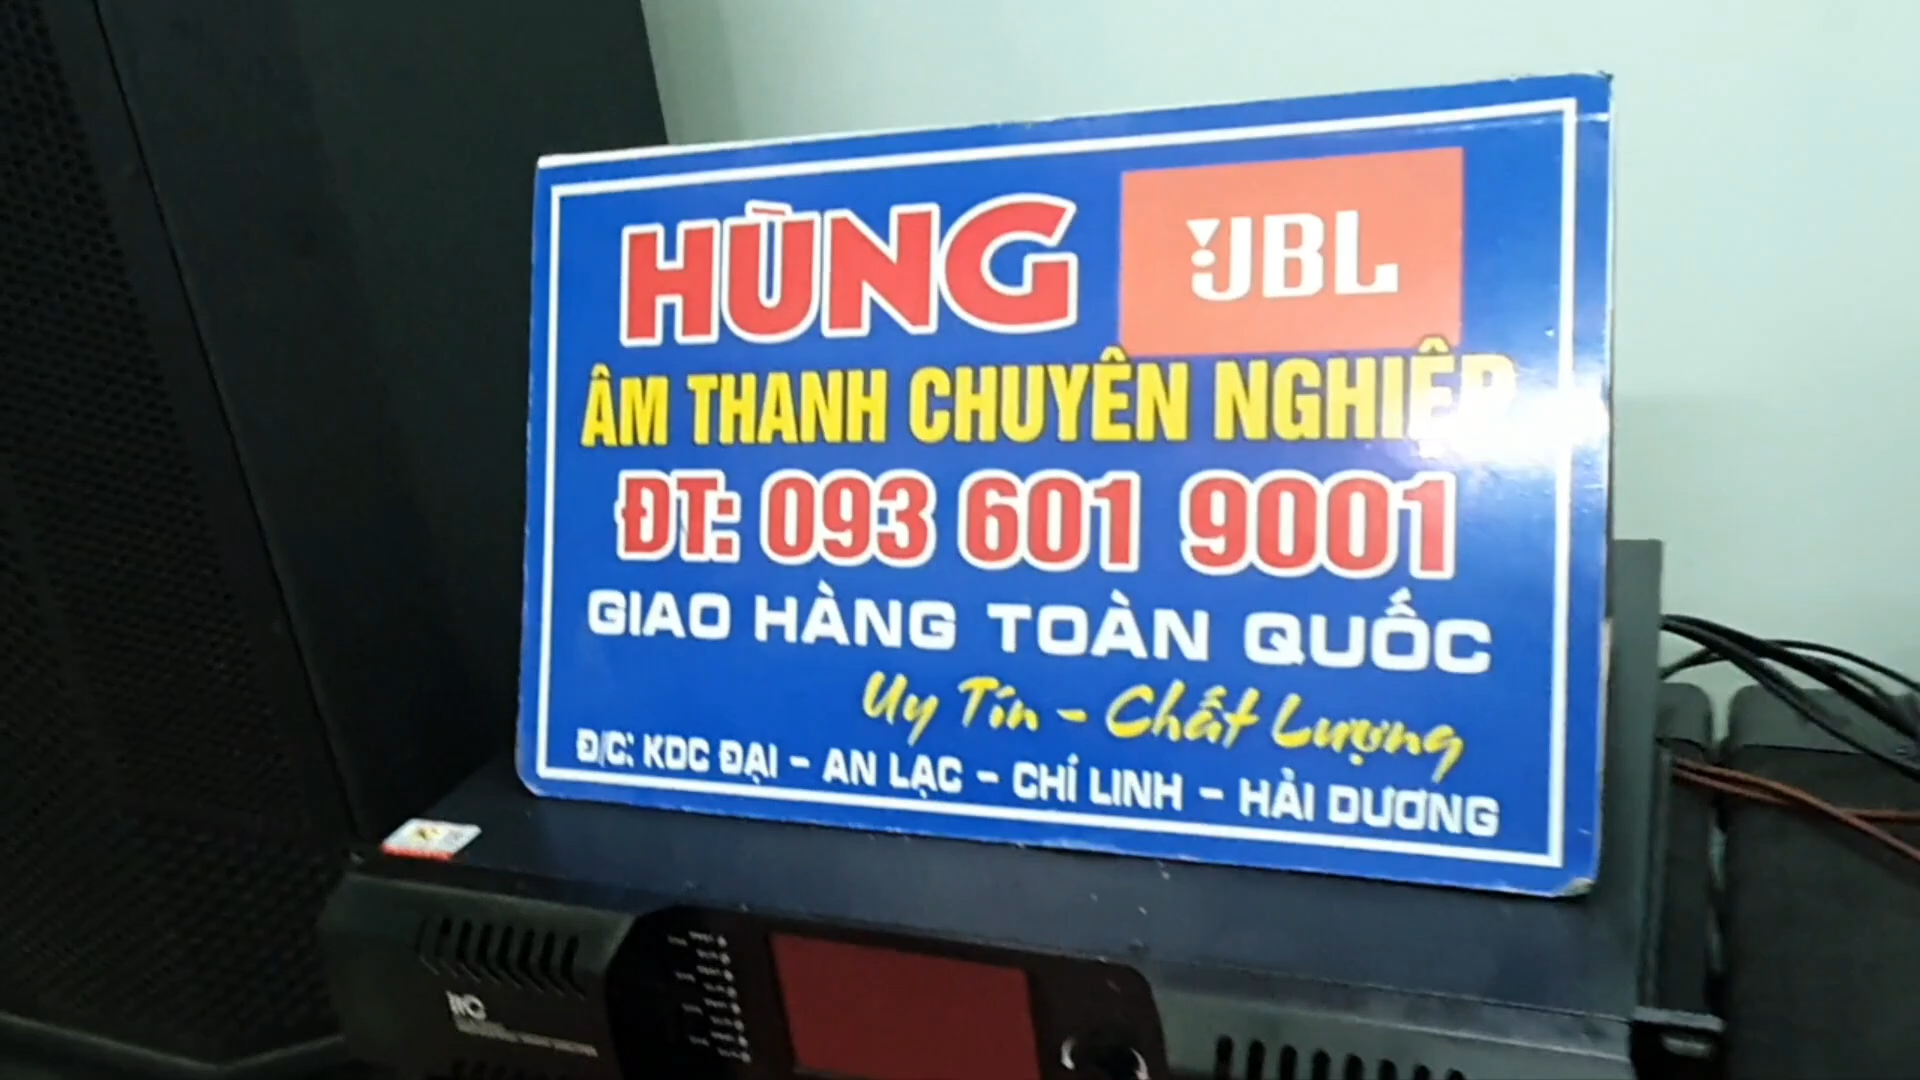 HÙNG JBL
ÂM THANH CHUYÊN NGHIỆP
ĐT: 093 601 9001
GIAO HÀNG TOÀN QUỐC
Uy Tín - Chất Lượng
Đ/C: KDC ĐẠI - AN LẠC - CHÍ LINH - HẢI DƯƠNG